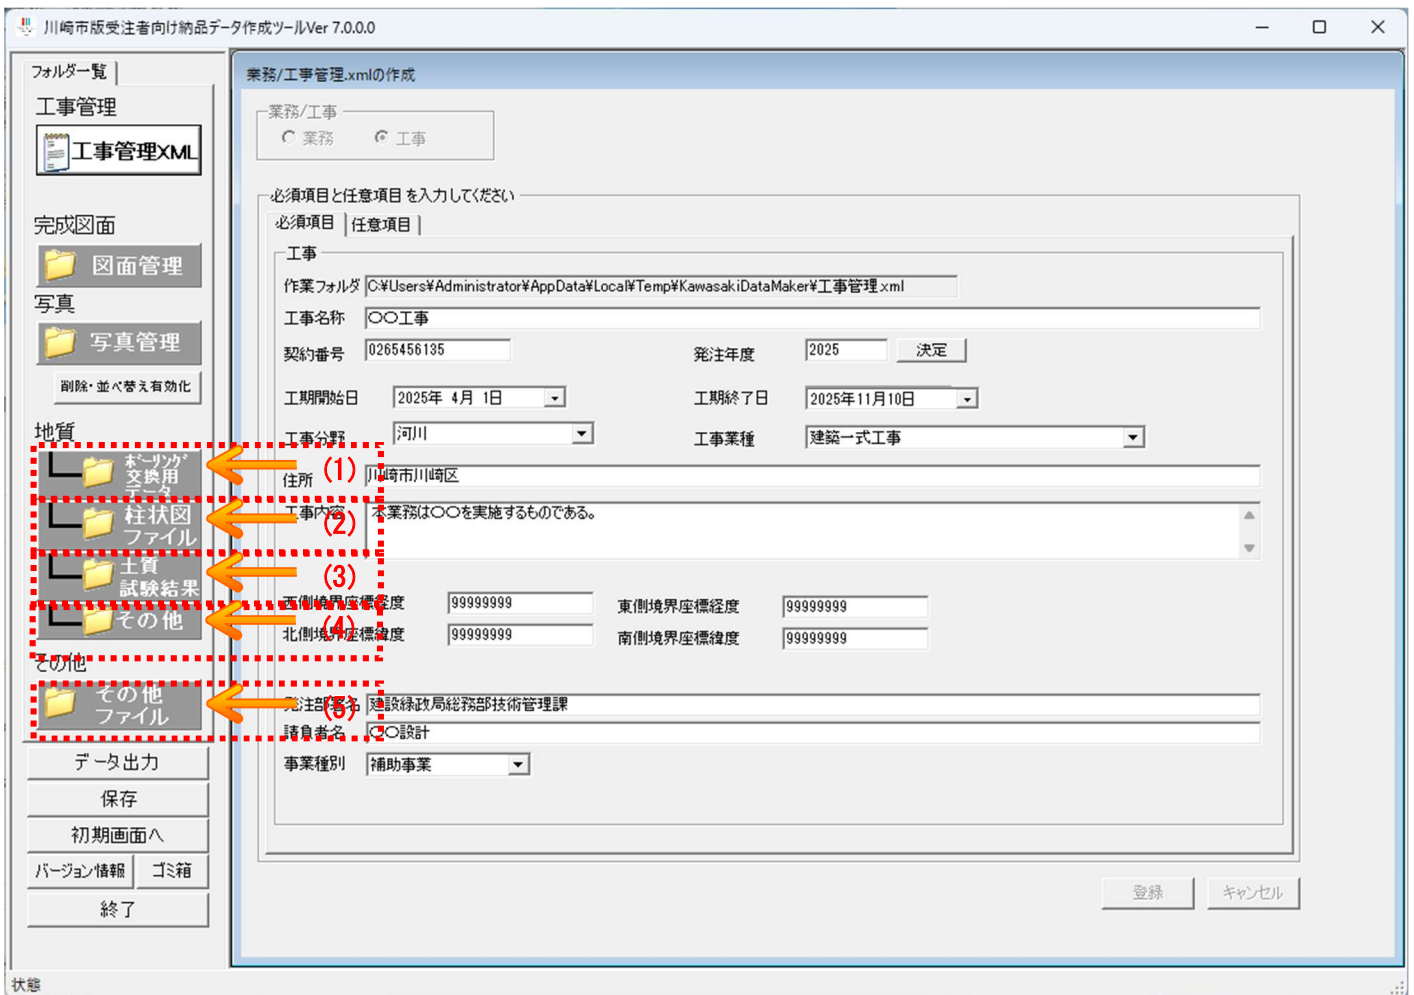 川崎市版受注者向け納品データ作成ツールVer 7.0.0.0
フォルダ一覧
工事管理
工事管理XML
完成図面
図面管理
写真
写真管理
削除・並べ替え有効化
地質
ボーリング
交換用
データ
柱状図
ファイル
土質
試験結果
その他
その他
その他
ファイル
データ出力
保存
初期画面へ
バージョン情報 ゴミ箱
終了
状態
(1)
(2)
(3)
(4)
(5)
業務/工事管理.xmlの作成
業務/工事
業務 工事
必須項目と任意項目を入力してください
必須項目 任意項目
工事
作業フォルダ C:¥Users¥Administrator¥AppData¥Local¥Temp¥KawasakiDataMaker¥工事管理.xml
工事名称 〇〇工事
契約番号 0265456135 発注年度 2025 決定
工期開始日 2025年 4月 1日 工期終了日 2025年11月10日
工事分野 河川 工事業種 建築一式工事
住所 川崎市川崎区
工事内容 本業務は〇〇を実施するものである。
西側境界座標経度 99999999 東側境界座標経度 99999999
北側境界座標緯度 99999999 南側境界座標緯度 99999999
発注部署名 建設緑政局総務部技術管理課
請負者名 〇〇設計
事業種別 補助事業
登録 キャンセル